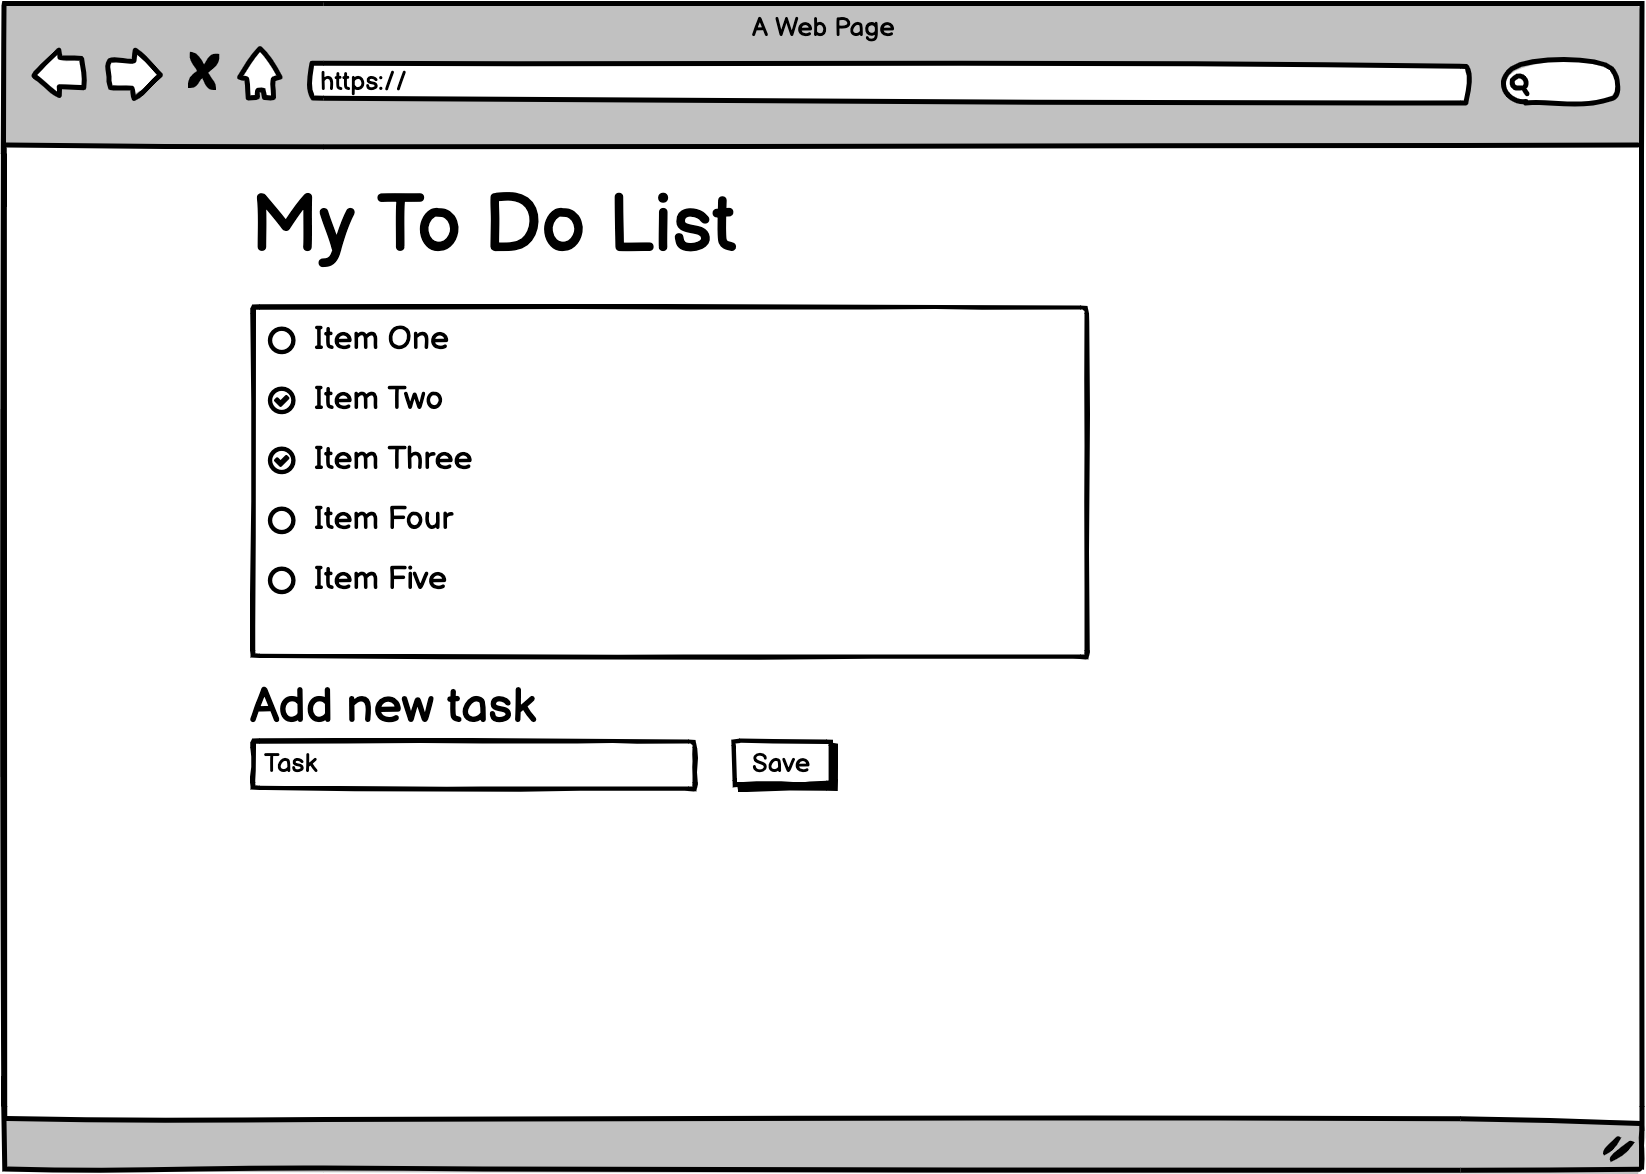 A Web Page
https://
My To Do List
Item One
Item Two
Item Three
Item Four
Item Five
Add new task
Task
Save